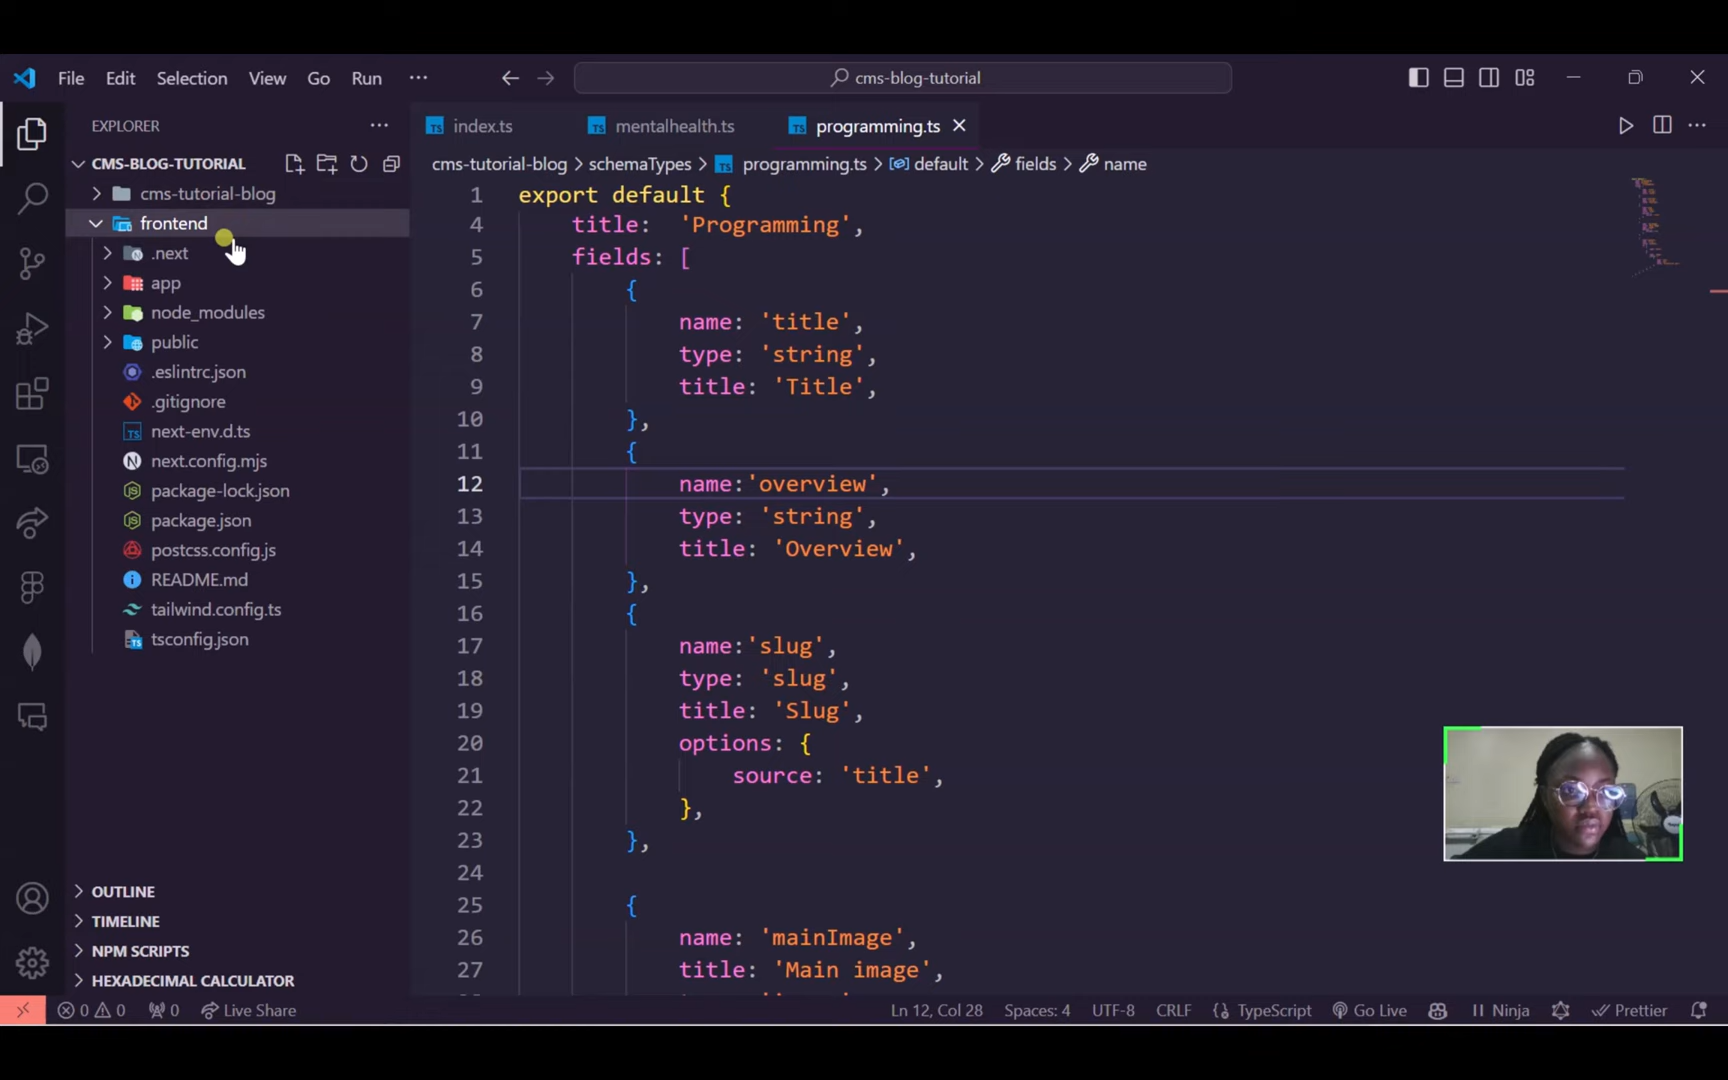 File Edit Selection View Go Run ··· cms-blog-tutorial
EXPLORER ···
CMS-BLOG-TUTORIAL
cms-tutorial-blog
frontend
.next
app
node_modules
public
.eslintrc.json
.gitignore
next-env.d.ts
next.config.mjs
package-lock.json
package.json
postcss.config.js
README.md
tailwind.config.ts
tsconfig.json
OUTLINE
TIMELINE
NPM SCRIPTS
HEXADECIMAL CALCULATOR
TS index.ts TS mentalhealth.ts TS programming.ts
cms-tutorial-blog > schemaTypes > TS programming.ts > default > fields > name
1 export default {
4 title: 'Programming',
5 fields: [
6 {
7 name: 'title',
8 type: 'string',
9 title: 'Title',
10 },
11 {
12 name:'overview',
13 type: 'string',
14 title: 'Overview',
15 },
16 {
17 name:'slug',
18 type: 'slug',
19 title: 'Slug',
20 options: {
21 source: 'title',
22 },
23 },
24
25 {
26 name: 'mainImage',
27 title: 'Main image',
0 0 0 Live Share Ln 12, Col 28 Spaces: 4 UTF-8 CRLF {} TypeScript Go Live Ninja Prettier